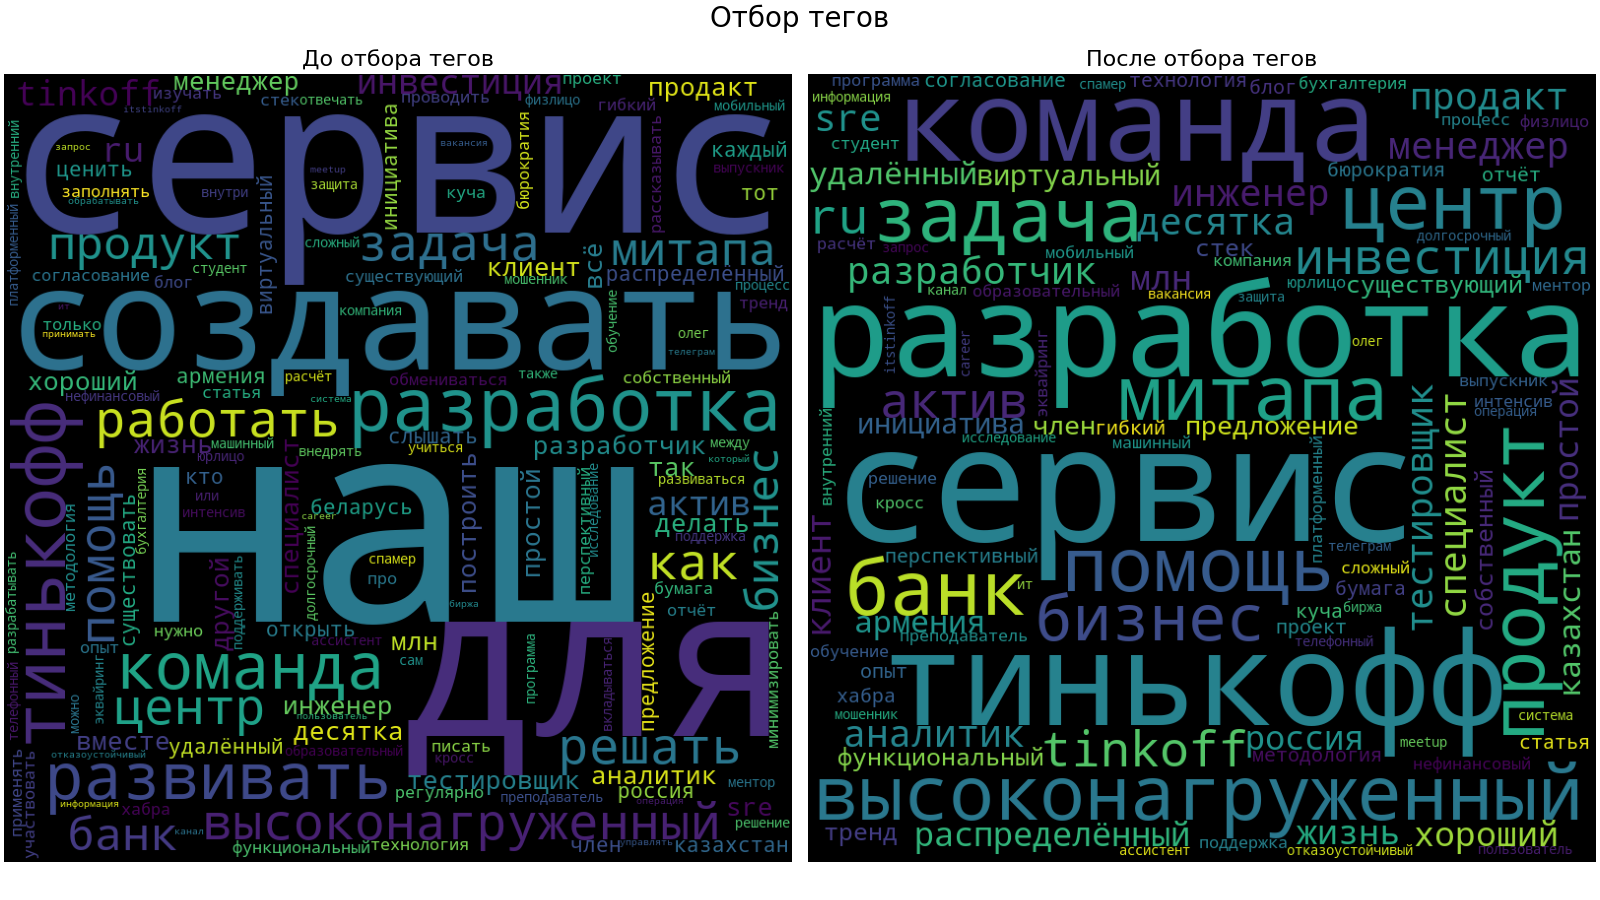 Отбор тегов
До отбора тегов
tinkoff
изучать
менеджер
itstinkoff
стек
отвечать
инвестиция
проводить
проект
физлицо
гибкий
продакт
мобильный
сервис
внутренний
запрос
ru
ценить
заполнять
обрабатывать
внутри
meetup
защита
инициатива
куча
вакансия
бюрократия
рассказывать
каждый
выпускник
тот
платформенный
продукт
согласование
студент
блог
виртуальный
сложный
задача
существующий
клиент
мошенник
всё
митапа
распределённый
процесс
тренд
создавать
ит
только
принимать
компания
обучение
олег
телеграм
хороший
нефинансовый
армения
статья
расчёт
система
обмениваться
также
собственный
тинькофф
работать
разработка
жизнь
машинный
юрлицо
внедрять
слышать
учиться
разработчик
между
который
так
развиваться
наш
помощь
методология
существовать
бухгалтерия
кто
или
интенсив
специалист
беларусь
career
долгосрочный
спамер
про
построить
простой
перспективный
исследование
актив
делать
поддержка
как
бизнес
бумага
отчёт
биржа
разрабатывать
нужно
другой
поддерживать
открыть
ассистент
млн
сам
для
опыт
команда
телефонный
можно
эквайринг
центр
инженер
пользователь
программа
вкладываться
предложение
минимизировать
вместе
удалённый
десятка
образовательный
писать
кросс
решать
отказоустойчивый
применять
участвовать
развивать
тестировщик
регулярно
преподаватель
аналитик
россия
операция
ментор
информация
хабра
банк
канал
высоконагруженный
функциональный
технология
член
управлять
sre
решение
казахстан
После отбора тегов
программа
согласование
спамер
технология
блог
бухгалтерия
информация
sre
студент
команда
продакт
процесс
физлицо
менеджер
удалённый
виртуальный
инженер
бюрократия
отчёт
ru
расчёт
запрос
задача
десятка
центр
долгосрочный
мобильный
стек
компания
инвестиция
разработчик
канал
образовательный
млн
вакансия
защита
юрлицо
существующий
ментор
разработка
itstinkoff
career
эквайринг
олег
актив
митапа
инициатива
исследование
член
гибкий
машинный
предложение
выпускник
интенсив
операция
простой
внутренний
сервис
решение
кросс
платформенный
тестировщик
специалист
собственный
продукт
казахстан
клиент
перспективный
банк
ит
помощь
телеграм
сложный
бумага
армения
преподаватель
бизнес
куча
биржа
проект
телефонный
обучение
опыт
хабра
мошенник
тинькофф
аналитик
функциональный
tinkoff
россия
методология
meetup
система
статья
нефинансовый
высоконагруженный
тренд
распределённый
ассистент
поддержка
жизнь
отказоустойчивый
хороший
пользователь